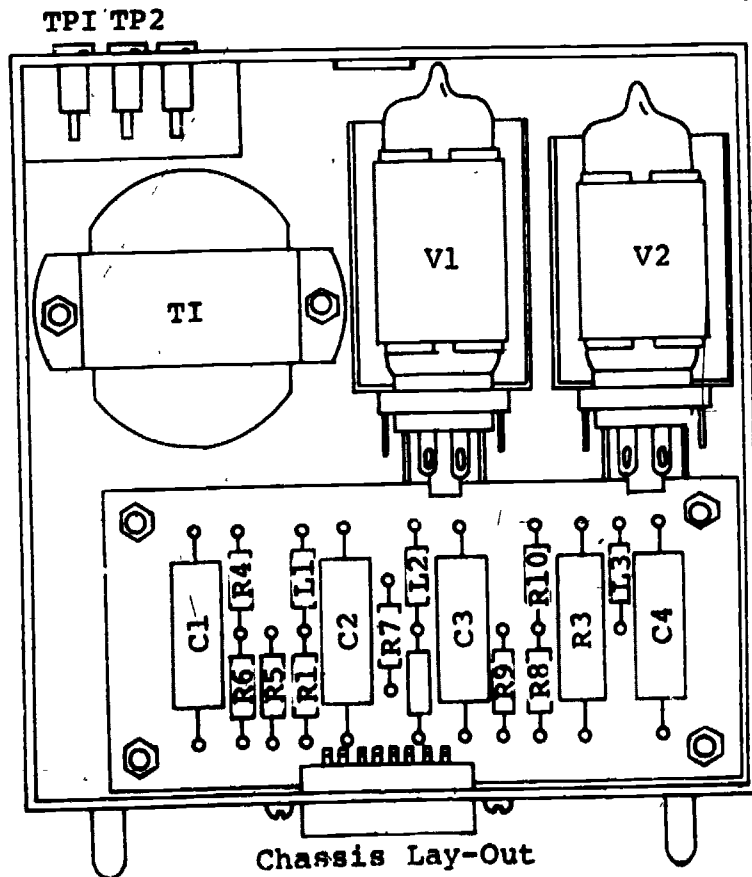 TPI TP2
V1
V2
TI
C1
R4
L1
C2
R7
L2
C3
R10
R3
L3
C4
R6
R5
R1
R9
R8
Chassis Lay-Out